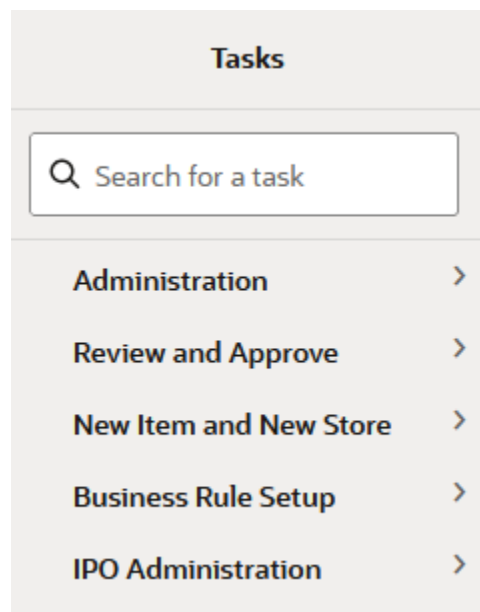 Tasks
Search for a task
Administration
Review and Approve
New Item and New Store
Business Rule Setup
IPO Administration